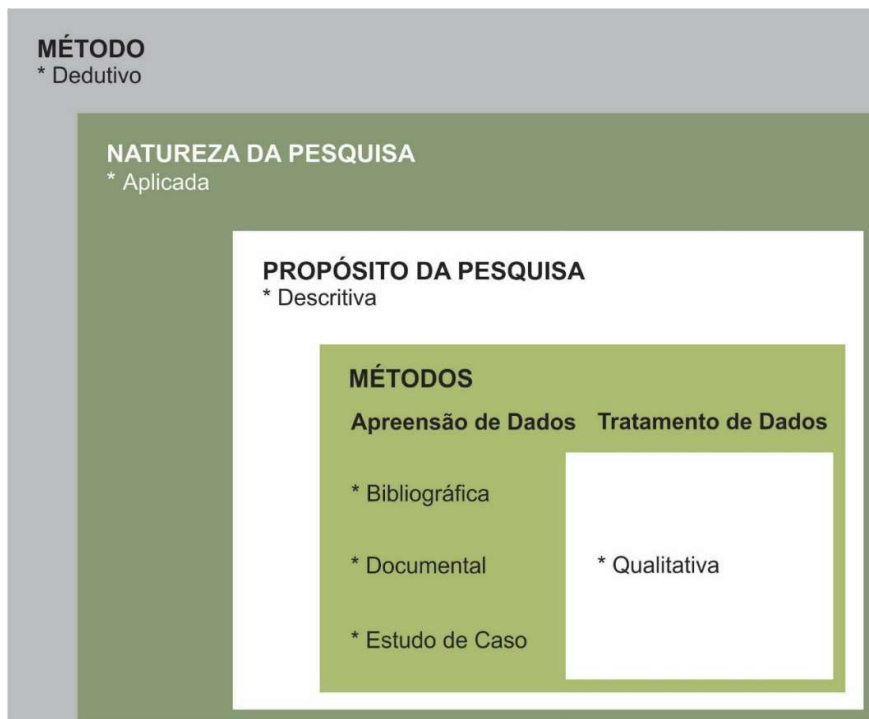 MÉTODO
* Dedutivo
NATUREZA DA PESQUISA
* Aplicada
PROPÓSITO DA PESQUISA
* Descritiva
MÉTODOS
Apreensão de Dados Tratamento de Dados
* Bibliográfica
* Documental * Qualitativa
* Estudo de Caso